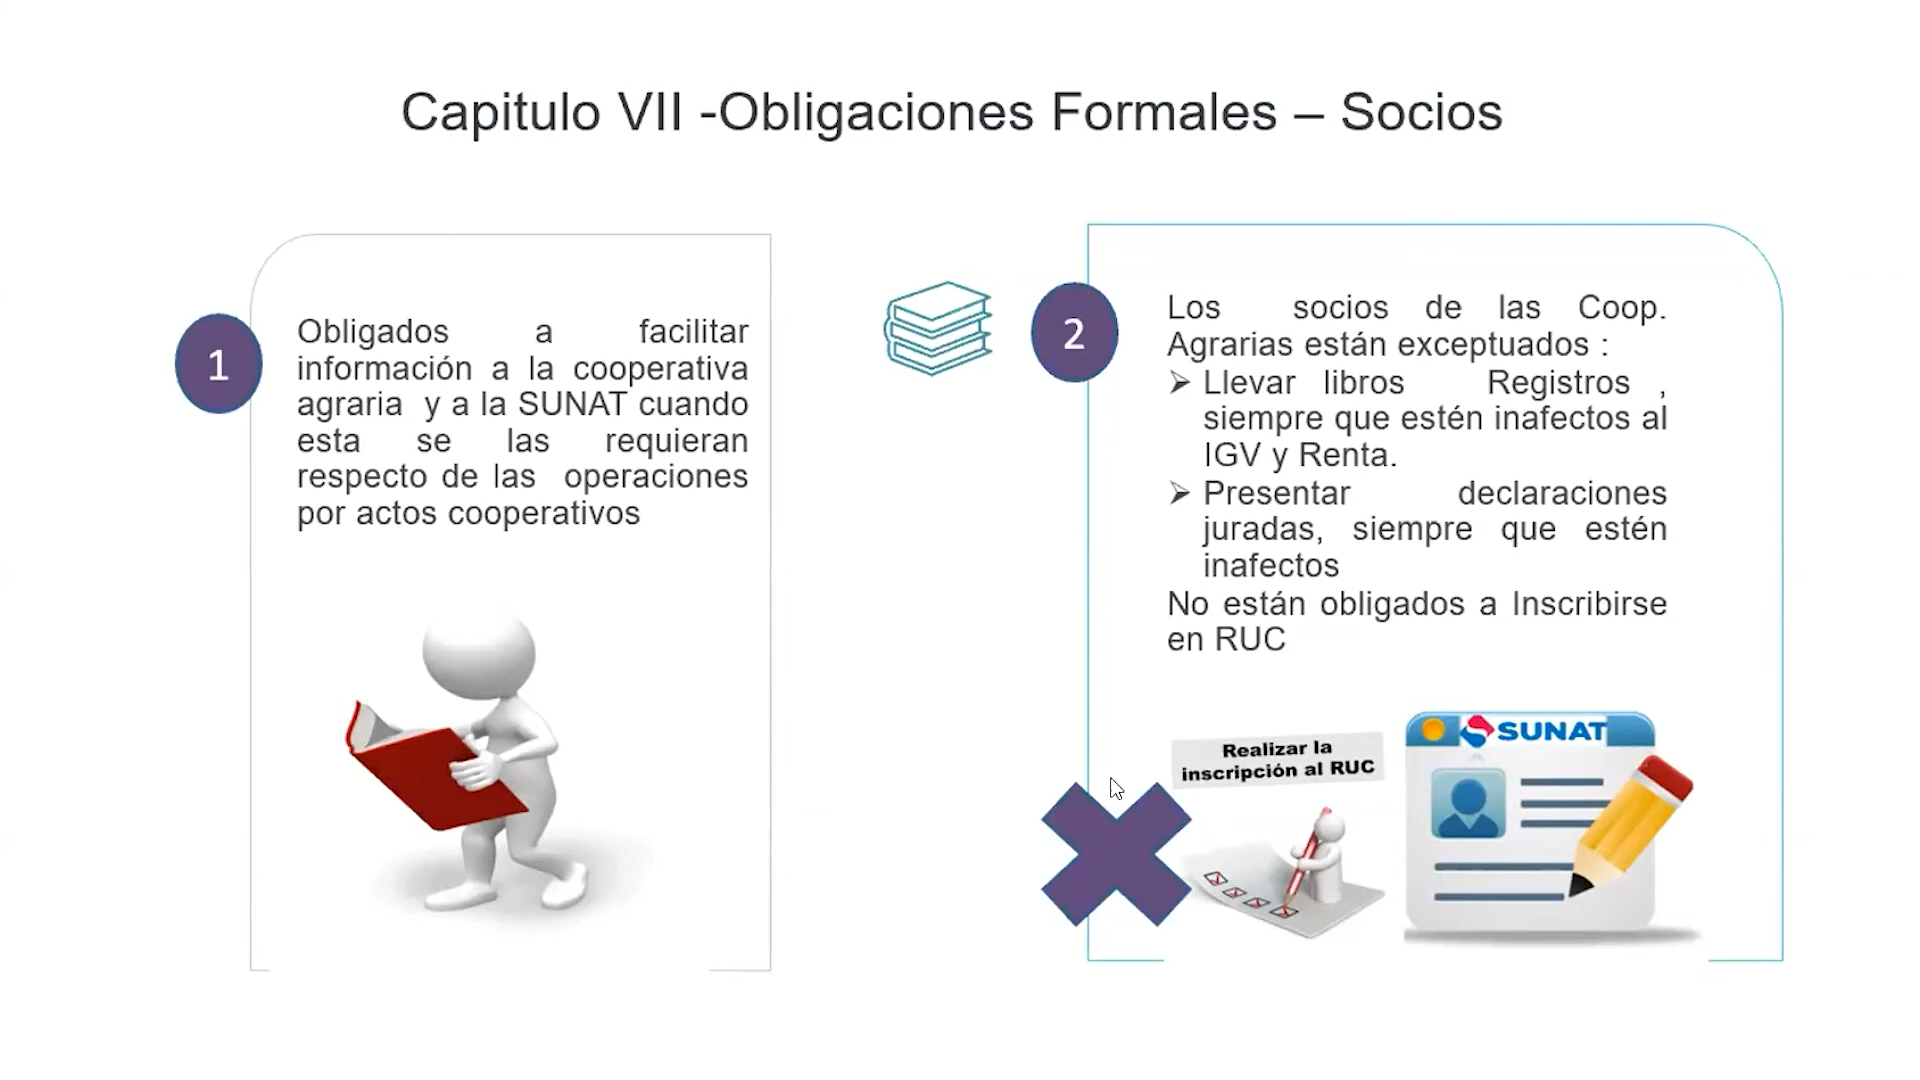 Capitulo VII -Obligaciones Formales – Socios
1
Obligados a facilitar
información a la cooperativa
agraria y a la SUNAT cuando
esta se las requieran
respecto de las operaciones
por actos cooperativos
2
Los socios de las Coop.
Agrarias están exceptuados :
Llevar libros Registros ,
siempre que estén inafectos al
IGV y Renta.
Presentar declaraciones
juradas, siempre que estén
inafectos
No están obligados a Inscribirse
en RUC
Realizar la
inscripción al RUC
SUNAT